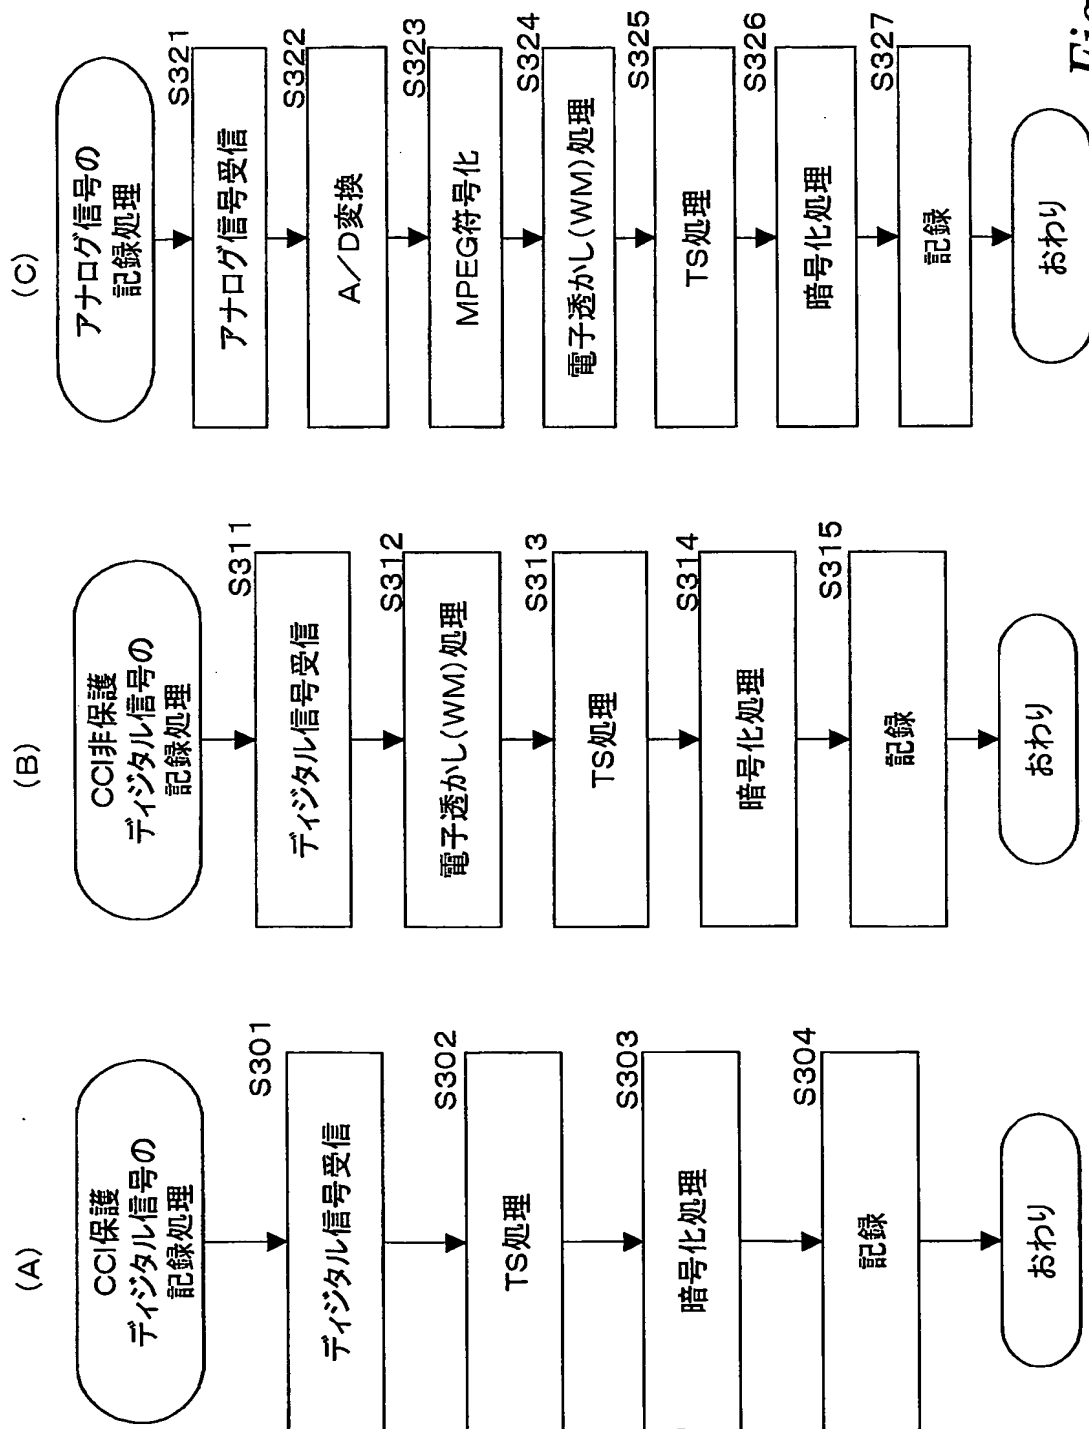 (A)
CCI保護
ディジタル信号の
記録処理
S301
ディジタル信号受信
S302
TS処理
S303
暗号化処理
S304
記録
おわり
(B)
CCI非保護
ディジタル信号の
記録処理
S311
ディジタル信号受信
S312
電子透かし(WM)処理
S313
TS処理
S314
暗号化処理
S315
記録
おわり
(C)
アナログ信号の
記録処理
S321
アナログ信号受信
S322
A/D変換
S323
MPEG符号化
S324
電子透かし(WM)処理
S325
TS処理
S326
暗号化処理
S327
記録
おわり